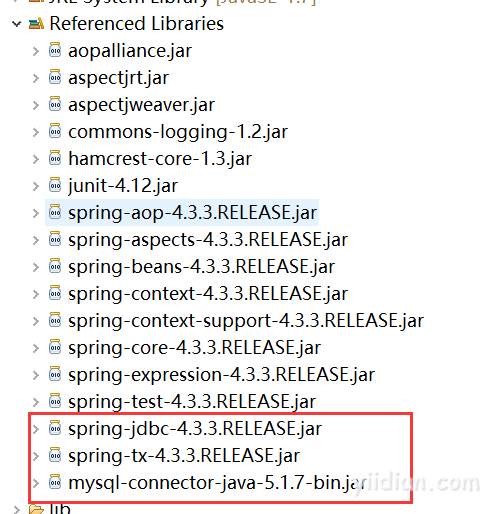 JRE System Library [JavaSE-1.7]
Referenced Libraries
aopalliance.jar
aspectjrt.jar
aspectjweaver.jar
commons-logging-1.2.jar
hamcrest-core-1.3.jar
junit-4.12.jar
spring-aop-4.3.3.RELEASE.jar
spring-aspects-4.3.3.RELEASE.jar
spring-beans-4.3.3.RELEASE.jar
spring-context-4.3.3.RELEASE.jar
spring-context-support-4.3.3.RELEASE.jar
spring-core-4.3.3.RELEASE.jar
spring-expression-4.3.3.RELEASE.jar
spring-test-4.3.3.RELEASE.jar
spring-jdbc-4.3.3.RELEASE.jar
spring-tx-4.3.3.RELEASE.jar
mysql-connector-java-5.1.7-bin.jar
yiidian.com
lib